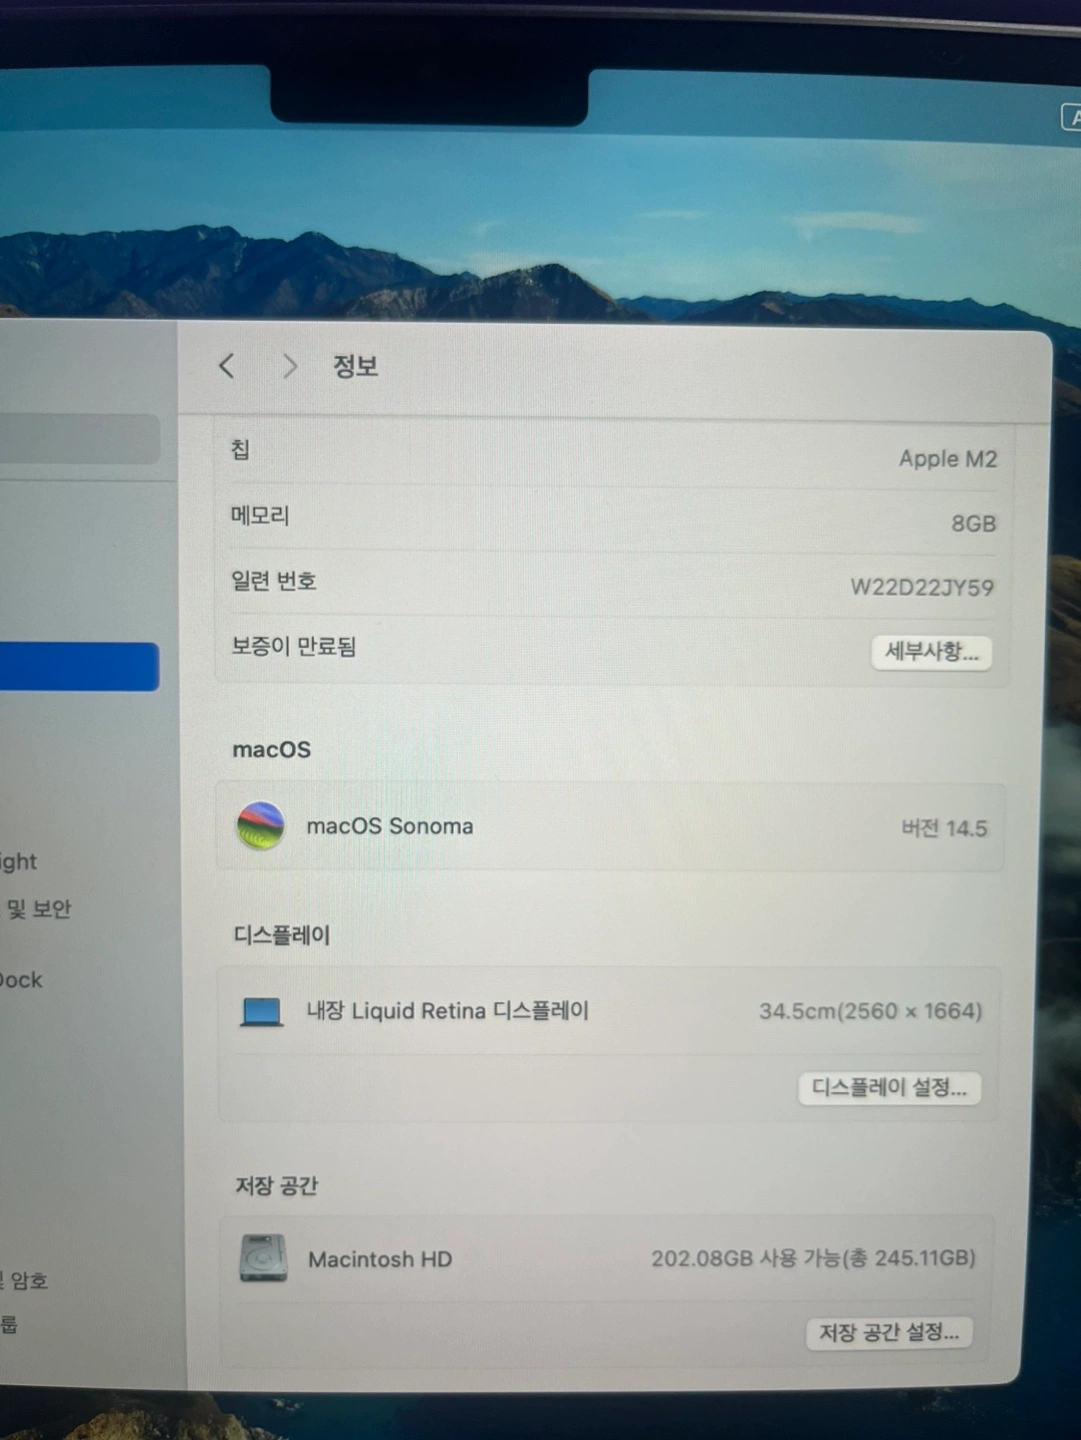 정보
칩
Apple M2
메모리
8GB
일련 번호
W22D22JY59
보증이 만료됨
세부사항...
macOS
macOS Sonoma
버전 14.5
디스플레이
내장 Liquid Retina 디스플레이
34.5cm(2560 × 1664)
디스플레이 설정...
저장 공간
Macintosh HD
202.08GB 사용 가능(총 245.11GB)
저장 공간 설정...
ight
및 보안
Dock
및 암호
룹
A